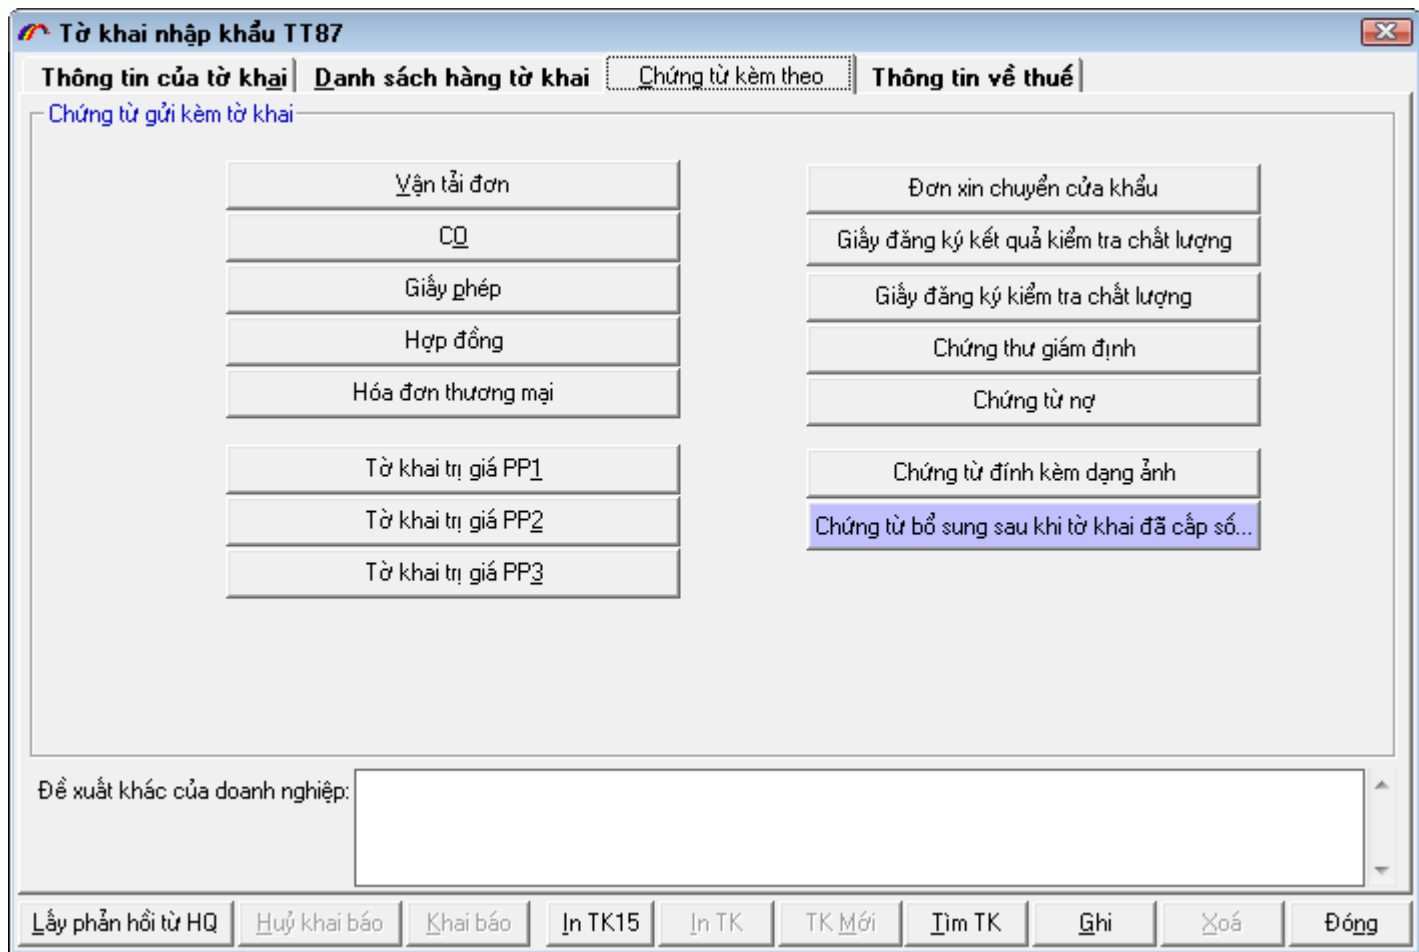 Tờ khai nhập khẩu TT87
Thông tin của tờ khai Danh sách hàng tờ khai Chứng từ kèm theo Thông tin về thuế
Chứng từ gửi kèm tờ khai
Vận tải đơn
CO
Giấy phép
Hợp đồng
Hóa đơn thương mại
Tờ khai trị giá PP1
Tờ khai trị giá PP2
Tờ khai trị giá PP3
Đơn xin chuyển cửa khẩu
Giấy đăng ký kết quả kiểm tra chất lượng
Giấy đăng ký kiểm tra chất lượng
Chứng thư giám định
Chứng từ nợ
Chứng từ đính kèm dạng ảnh
Chứng từ bổ sung sau khi tờ khai đã cấp số...
Đề xuất khác của doanh nghiệp:
Lấy phản hồi từ HQ Huỷ khai báo Khai báo In TK15 In TK TK Mới Tìm TK Ghi Xoá Đóng